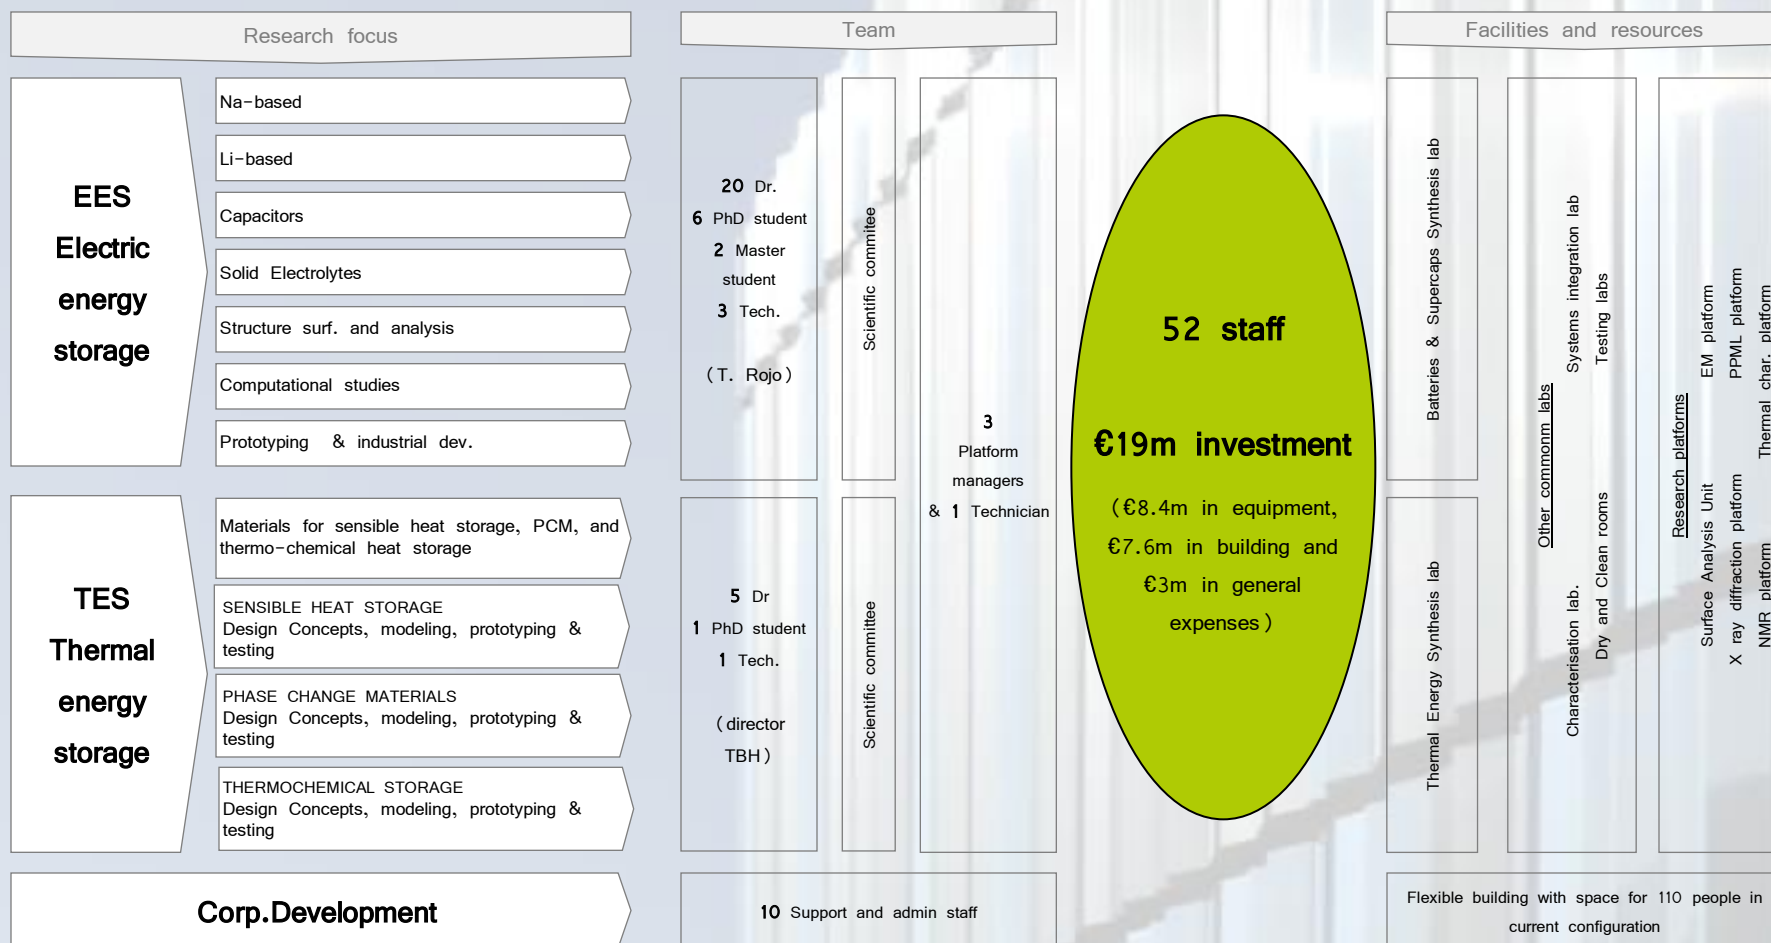 Research focus
Team
Facilities and resources
EES
Electric
energy
storage
Na-based
Li-based
Capacitors
Solid Electrolytes
Structure surf. and analysis
Computational studies
Prototyping & industrial dev.
20 Dr.
6 PhD student
2 Master
student
3 Tech.
(T. Rojo)
Scientific commitee
3
Platform
managers
& 1 Technician
52 staff
€19m investment
(€8.4m in equipment,
€7.6m in building and
€3m in general
expenses)
Batteries & Supercaps Synthesis lab
Other commonm labs
Systems integration lab
Testing labs
Characterisation lab.
Dry and Clean rooms
Research platforms
EM platform
PPML platform
Thermal char. platform
Surface Analysis Unit
X ray diffraction platform
NMR platform
TES
Thermal
energy
storage
Materials for sensible heat storage, PCM, and
thermo-chemical heat storage
SENSIBLE HEAT STORAGE
Design Concepts, modeling, prototyping &
testing
PHASE CHANGE MATERIALS
Design Concepts, modeling, prototyping &
testing
THERMOCHEMICAL STORAGE
Design Concepts, modeling, prototyping &
testing
5 Dr
1 PhD student
1 Tech.
(director
TBH)
Scientific committee
Thermal Energy Synthesis lab
Corp.Development
10 Support and admin staff
Flexible building with space for 110 people in
current configuration